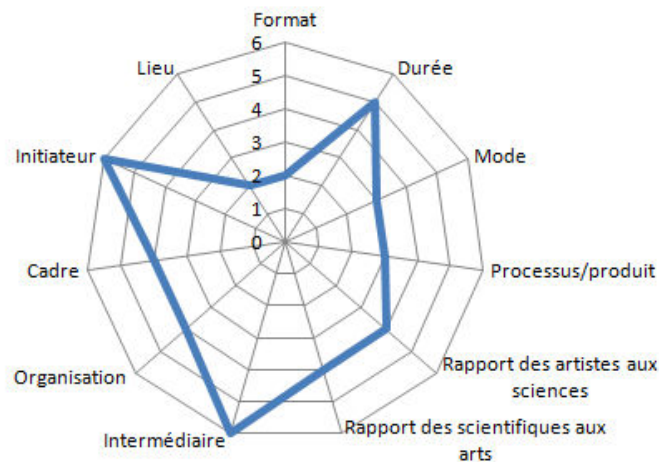 Format
6
Lieu
Durée
5
4
Initiateur
3
Mode
2
1
Cadre
0
Processus/produit
Organisation
Rapport des artistes aux
sciences
Intermédiaire
Rapport des scientifiques aux
arts